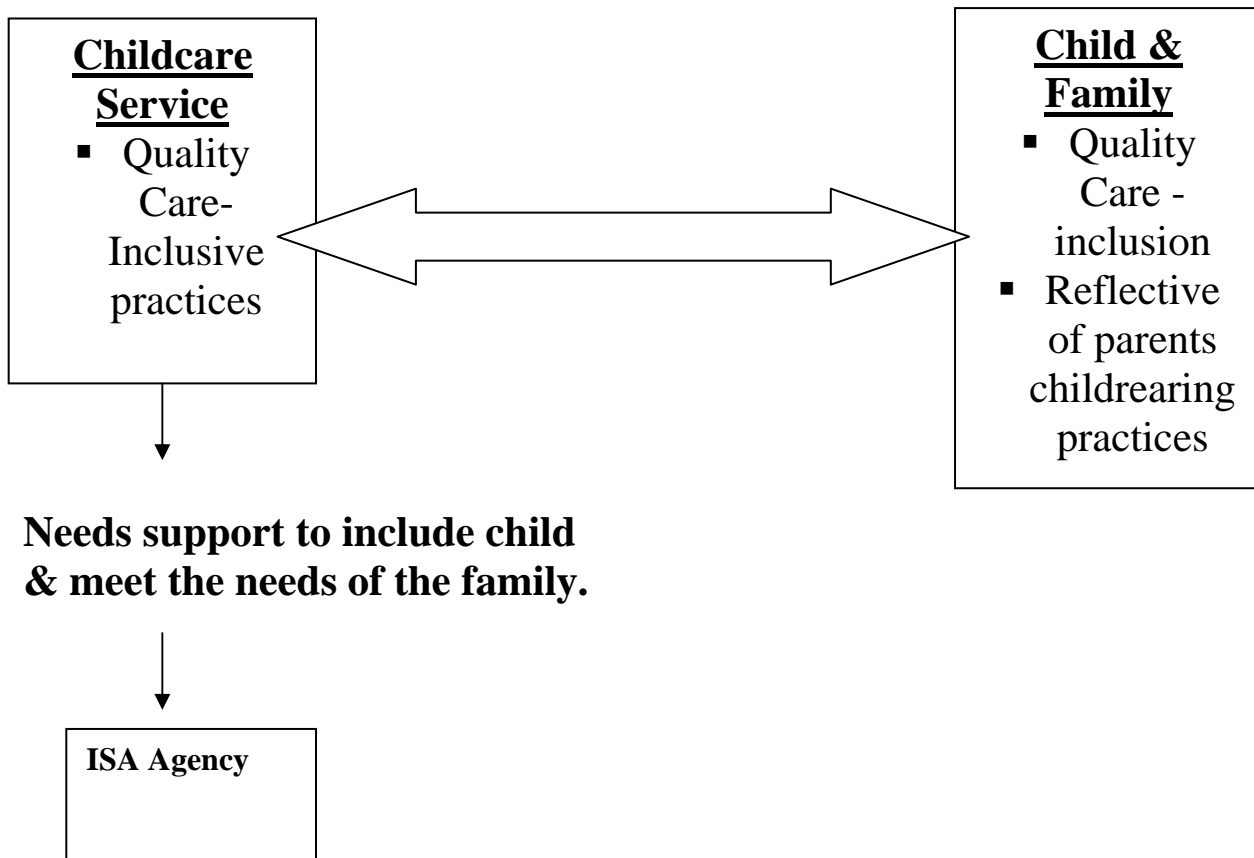 Childcare
Service
▪ Quality
Care-
Inclusive
practices
Child &
Family
▪ Quality
Care -
inclusion
▪ Reflective
of parents
childrearing
practices
Needs support to include child
& meet the needs of the family.
ISA Agency